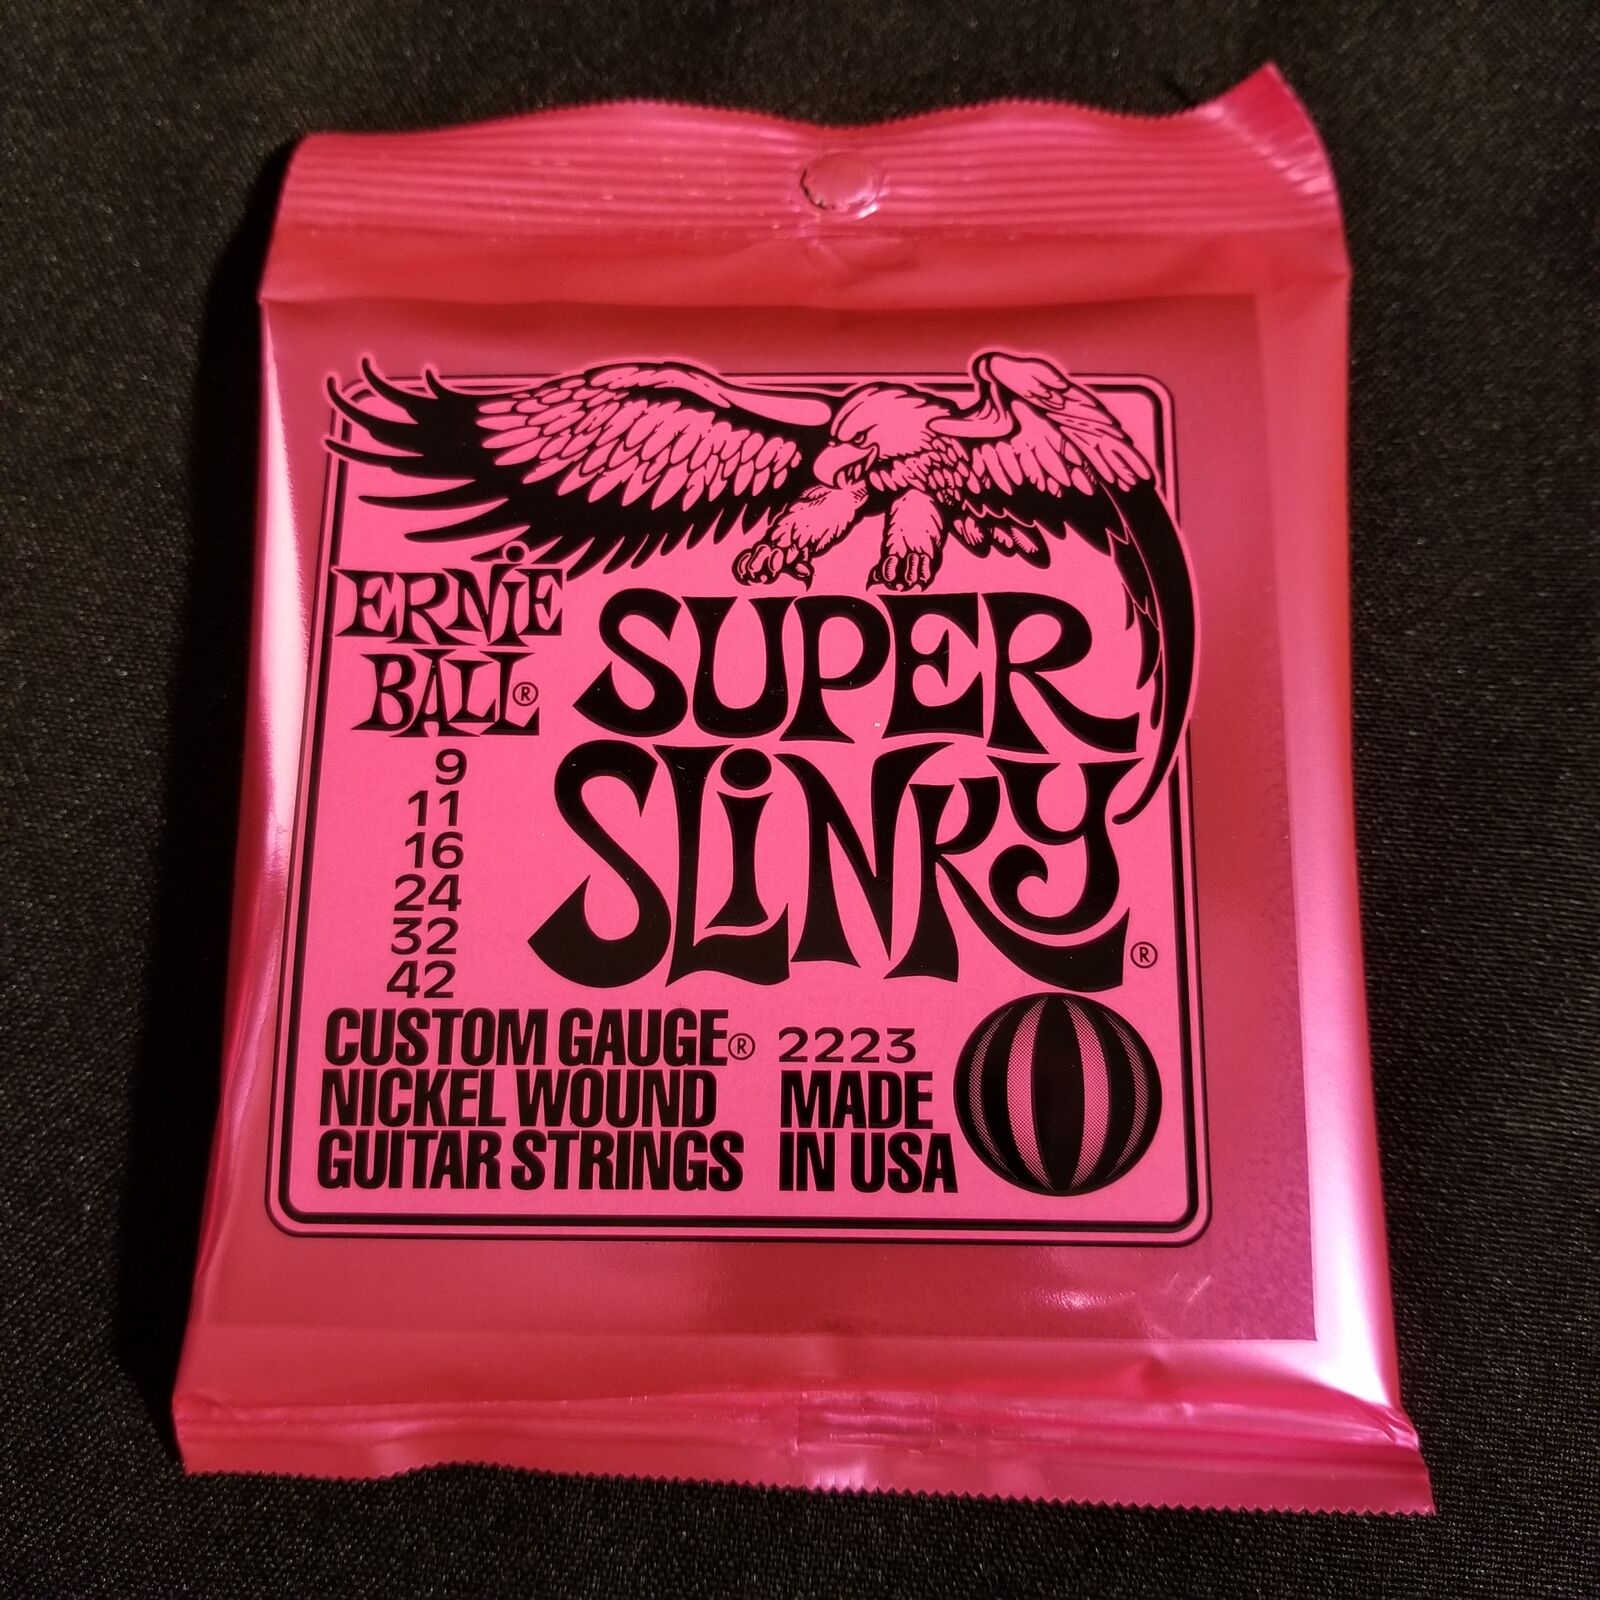 ERNiE
BALL®
SUPER
SLiNKY®
9
11
16
24
32
42
CUSTOM GAUGE®
NICKEL WOUND
GUITAR STRINGS
2223
MADE
IN USA